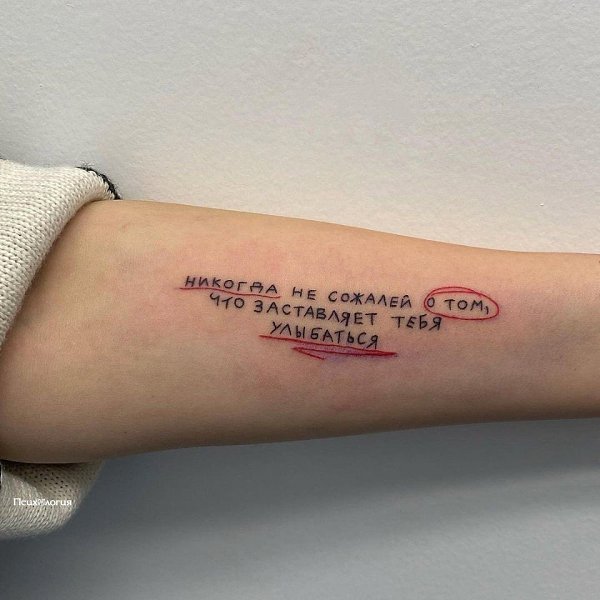 НИКОГДА НЕ СОЖАЛЕЙ О ТОМ,
ЧТО ЗАСТАВЛЯЕТ ТЕБЯ
УЛЫБАТЬСЯ
Психология